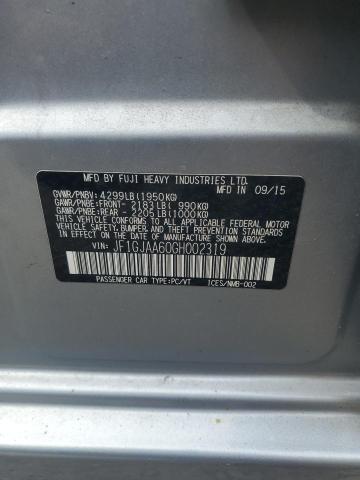 MFD BY FUJI HEAVY INDUSTRIES LTD. MAN IN 09/15
GVWR/PNBV: 4299LB(1950KG)
GAWR/PNBE:FRONT- 2183LB( 990KG)
GAWR/PNBE:REAR - 2205LB(1000KG)
THIS VEHICLE CONFORMS TO ALL APPLICABLE FEDERAL MOTOR
VEHICLE SAFETY, BUMPER AND THEFT PREVENTION STANDARDS
IN EFFECT ON THE DATE OF MANUFACTURE SHOWN ABOVE.
VIN: JF1GJAA60GH002319
PASSENGER CAR TYPE:PC/VT ICES/NMB-002